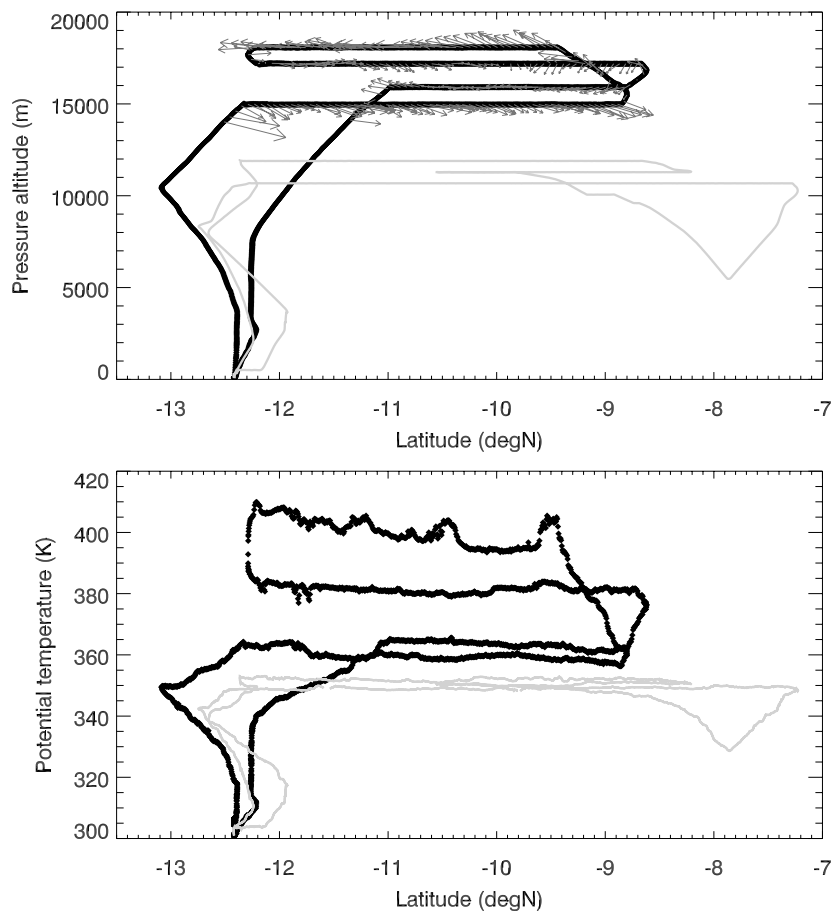 20000
15000
10000
5000
0
Pressure altitude (m)
-13 -12 -11 -10 -9 -8 -7
Latitude (degN)
420
400
380
360
340
320
300
Potential temperature (K)
-13 -12 -11 -10 -9 -8 -7
Latitude (degN)